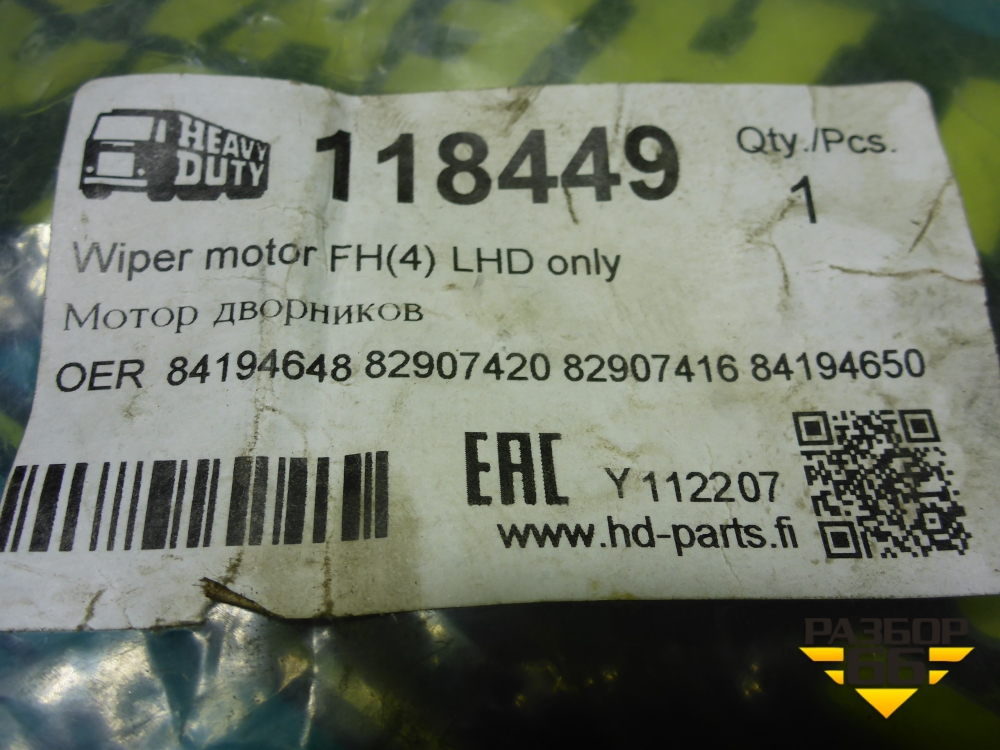 HEAVY
DUTY
118449
Qty./Pcs.
1
Wiper motor FH(4) LHD only
Мотор дворников
OER 84194648 82907420 82907416 84194650
EAC
Y 112207
www.hd-parts.fi
РАЗБОР
66